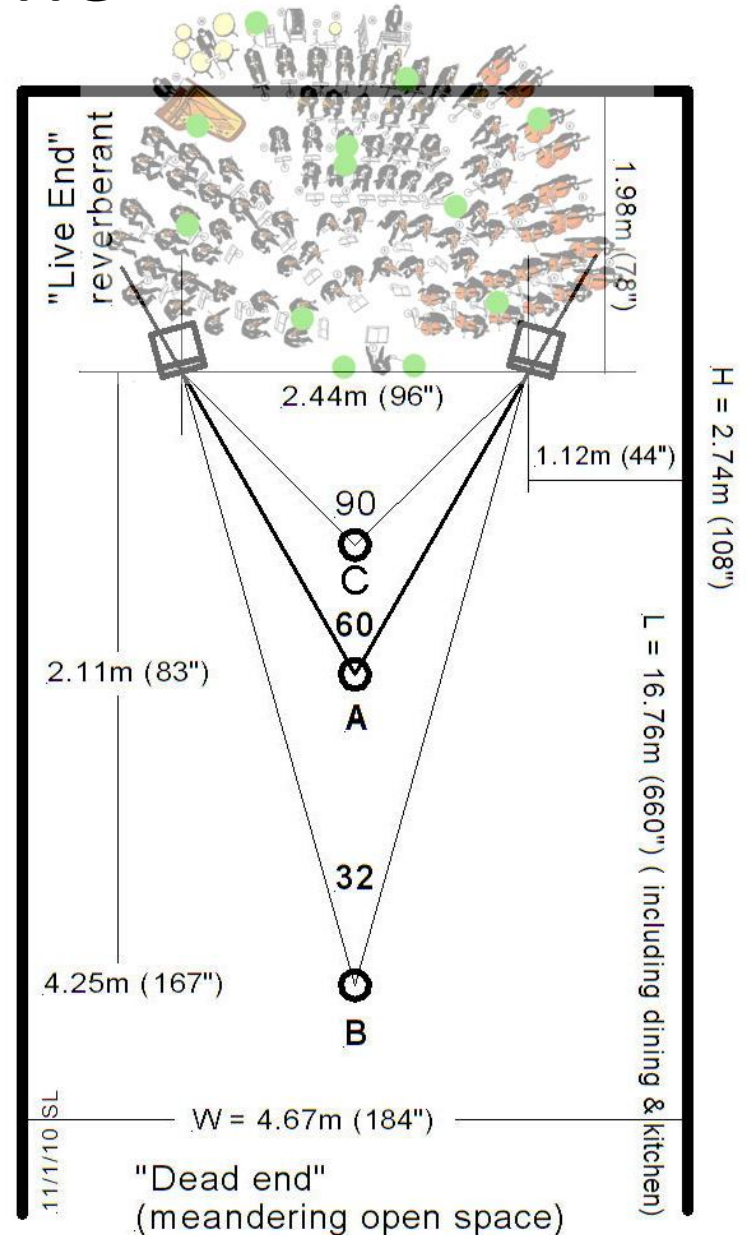 "Live End"
reverberant
1.98m (78")
2.44m (96")
1.12m (44")
H = 2.74m (108")
90
C
60
2.11m (83")
A
L = 16.76m (660") ( including dining & kitchen)
32
4.25m (167")
B
11/1/10 SL
W = 4.67m (184")
"Dead end"
(meandering open space)